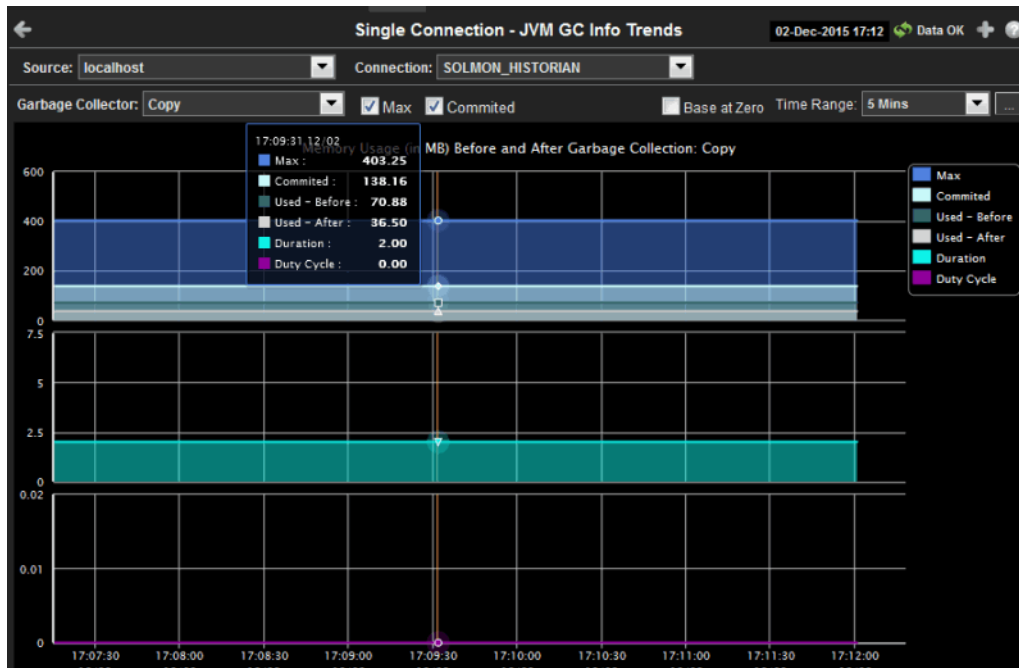 Single Connection - JVM GC Info Trends 02-Dec-2015 17:12 Data OK ?
Source: localhost Connection: SOLMON_HISTORIAN
Garbage Collector: Copy Max Commited Base at Zero Time Range: 5 Mins ...
Memory Usage (in MB) Before and After Garbage Collection: Copy
17:09:31 12/02
Max : 403.25
Commited : 138.16
Used - Before : 70.88
Used - After : 36.50
Duration : 2.00
Duty Cycle : 0.00
Max
Commited
Used - Before
Used - After
Duration
Duty Cycle
600
400
200
0
7.5
5
2.5
0
0.02
0.01
0
17:07:30 17:08:00 17:08:30 17:09:00 17:09:30 17:10:00 17:10:30 17:11:00 17:11:30 17:12:00